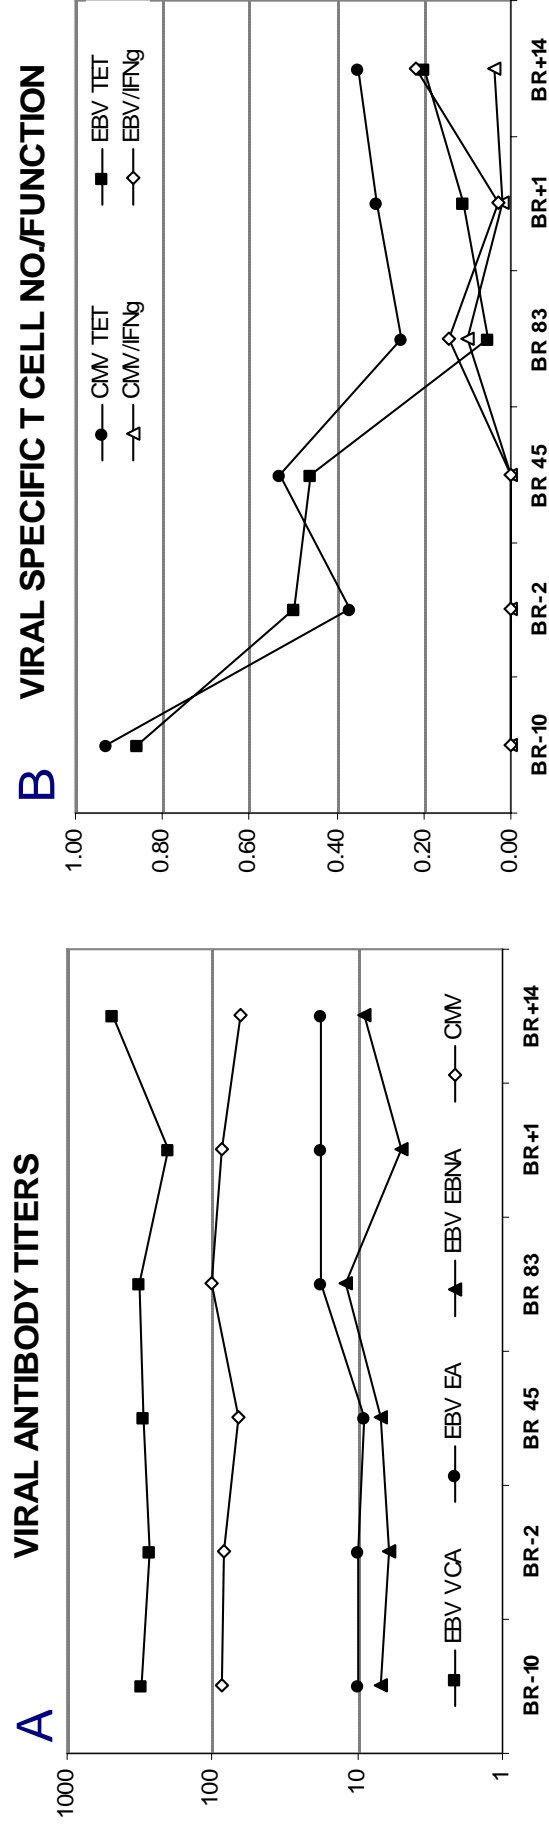 A
VIRAL ANTIBODY TITERS
1000
100
10
1
EBV VCA
EBV EA
EBV EBNA
CMV
BR-10
BR-2
BR 45
BR 83
BR+1
BR+14
B
VIRAL SPECIFIC T CELL NO./FUNCTION
CMV TET
EBV TET
CMV/IFNg
EBV/IFNg
1.00
0.80
0.60
0.40
0.20
0.00
BR-10
BR-2
BR 45
BR 83
BR+1
BR+14